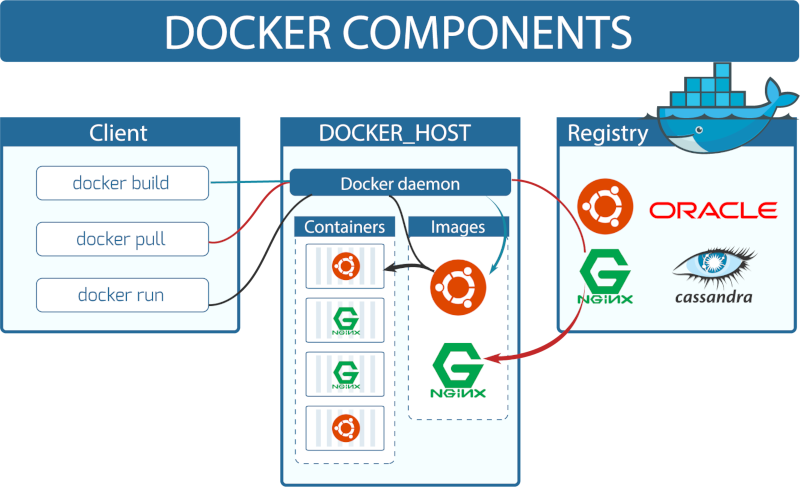 DOCKER COMPONENTS
Client
docker build
docker pull
docker run
DOCKER_HOST
Docker daemon
Containers
Images
NGiNX
NGiNX
NGiNX
Registry
ORACLE
NGiNX
cassandra